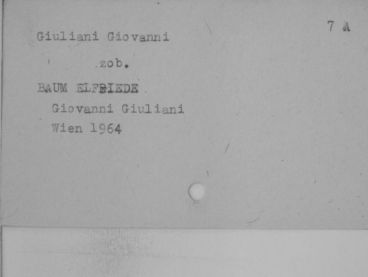 7 A
Giuliani Giovanni
zob.
BAUM ELFRIEDE
Giovanni Giuliani
Wien 1964